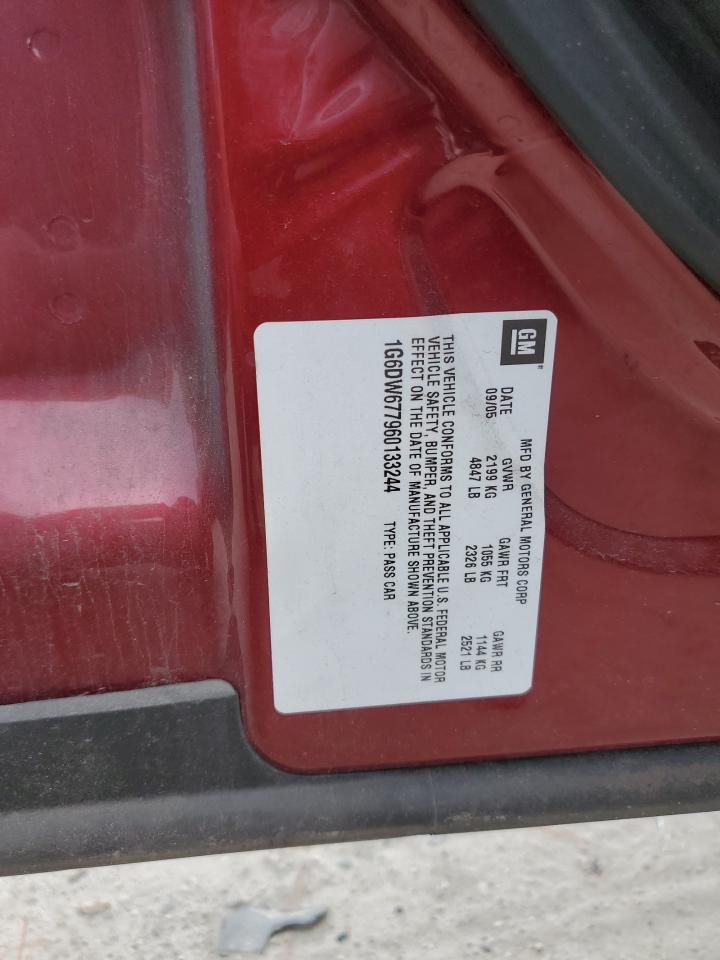 GM
®
MFD BY GENERAL MOTORS CORP
DATE GVWR GAWR FRT GAWR RR
09/05 2199 KG 1055 KG 1144 KG
4847 LB 2326 LB 2521 LB
THIS VEHICLE CONFORMS TO ALL APPLICABLE U.S. FEDERAL MOTOR
VEHICLE SAFETY, BUMPER, AND THEFT PREVENTION STANDARDS IN
EFFECT ON THE DATE OF MANUFACTURE SHOWN ABOVE.
1G6DW677960133244 TYPE: PASS CAR